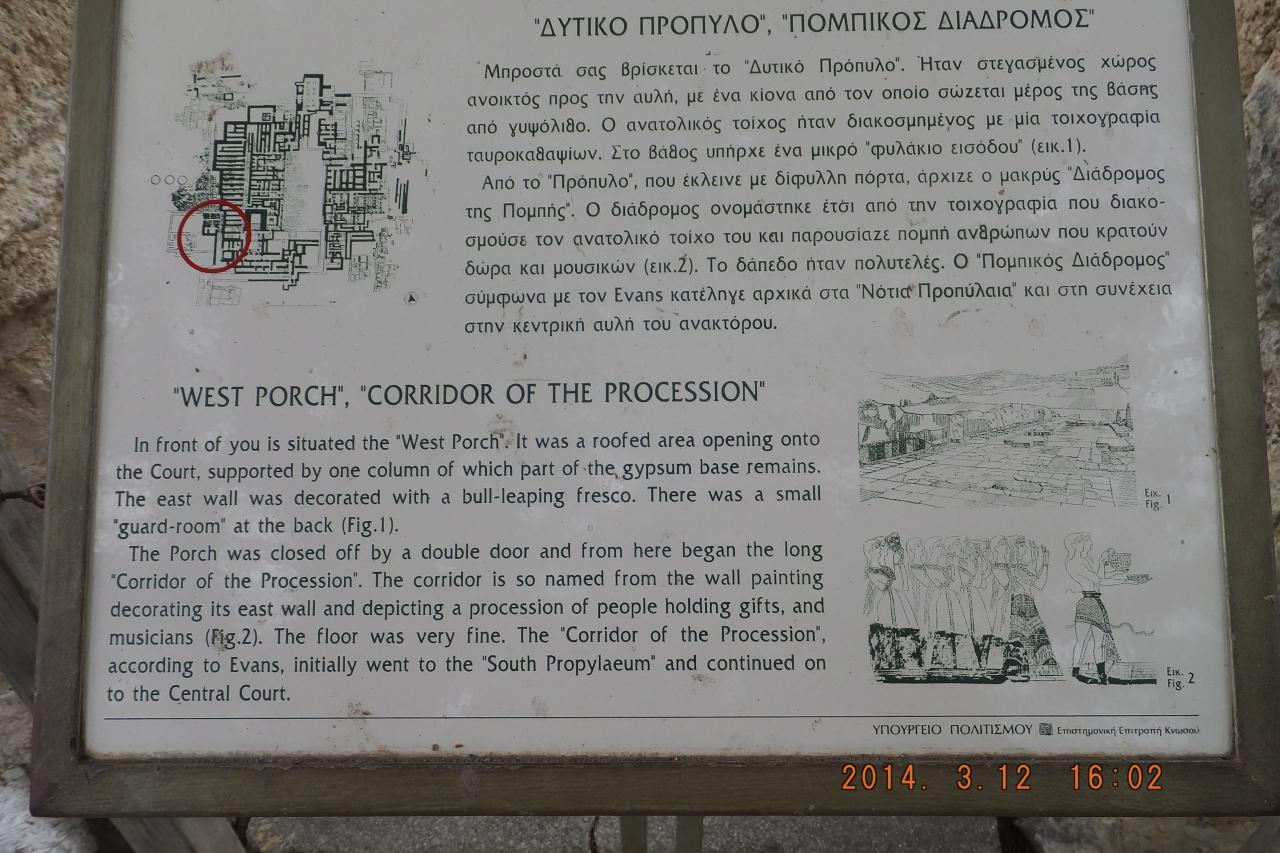 "ΔΥΤΙΚΟ ΠΡΟΠΥΛΟ", "ΠΟΜΠΙΚΟΣ ΔΙΑΔΡΟΜΟΣ"
Μπροστά σας βρίσκεται το "Δυτικό Πρόπυλο". Ήταν στεγασμένος χώρος
ανοικτός προς την αυλή, με ένα κίονα από τον οποίο σώζεται μέρος της βάσης
από γυψόλιθο. Ο ανατολικός τοίχος ήταν διακοσμημένος με μία τοιχογραφία
ταυροκαθαψίων. Στο βάθος υπήρχε ένα μικρό "φυλάκιο εισόδου" (εικ.1).
Από το "Πρόπυλο", που έκλεινε με δίφυλλη πόρτα, άρχιζε ο μακρύς "Διάδρομος
της Πομπής". Ο διάδρομος ονομάστηκε έτσι από την τοιχογραφία που διακο-
σμούσε τον ανατολικό τοίχο του και παρουσίαζε πομπή ανθρώπων που κρατούν
δώρα και μουσικών (εικ.2). Το δάπεδο ήταν πολυτελές. Ο "Πομπικός Διάδρομος"
σύμφωνα με τον Evans κατέληγε αρχικά στα "Νότια Προπύλαια" και στη συνέχεια
στην κεντρική αυλή του ανακτόρου.
"WEST PORCH", "CORRIDOR OF THE PROCESSION"
In front of you is situated the "West Porch". It was a roofed area opening onto
the Court, supported by one column of which part of the gypsum base remains.
The east wall was decorated with a bull-leaping fresco. There was a small
"guard-room" at the back (Fig.1).
The Porch was closed off by a double door and from here began the long
"Corridor of the Procession". The corridor is so named from the wall painting
decorating its east wall and depicting a procession of people holding gifts, and
musicians (Fig.2). The floor was very fine. The "Corridor of the Procession",
according to Evans, initially went to the "South Propylaeum" and continued on
to the Central Court.
Εικ.
Fig. 1
Εικ.
Fig. 2
ΥΠΟΥΡΓΕΙΟ ΠΟΛΙΤΙΣΜΟΥ Επιστημονική Επιτροπή Κνωσού
2014. 3.12 16:02